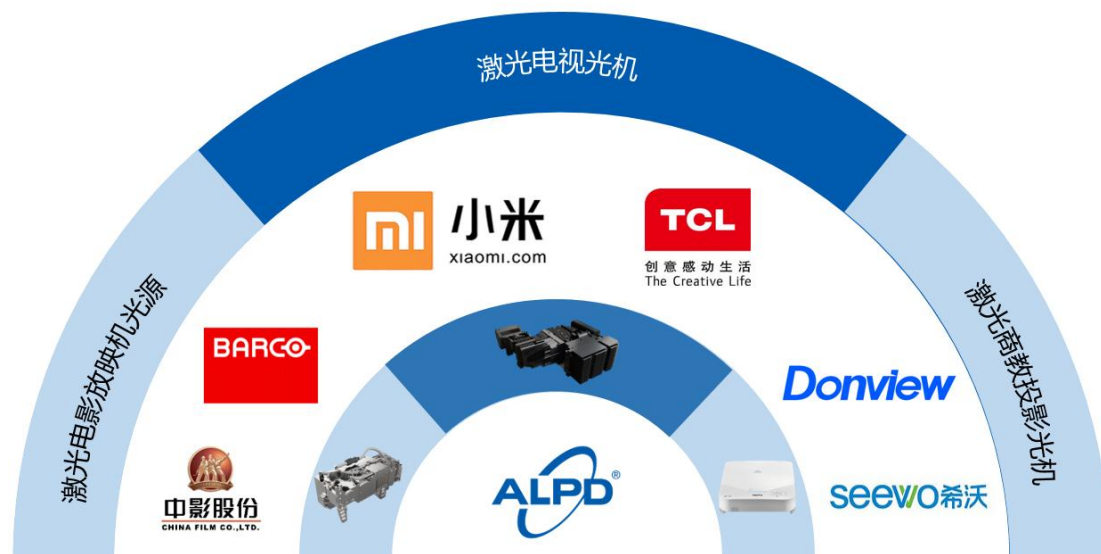 激光电视光机
激光电影放映机光源
激光商教投影光机
mi
小米
xiaomi.com
TCL
创意感动生活
The Creative Life
BARCO
Donview
中影股份
CHINA FILM CO.,LTD.
ALPD®
seewo希沃